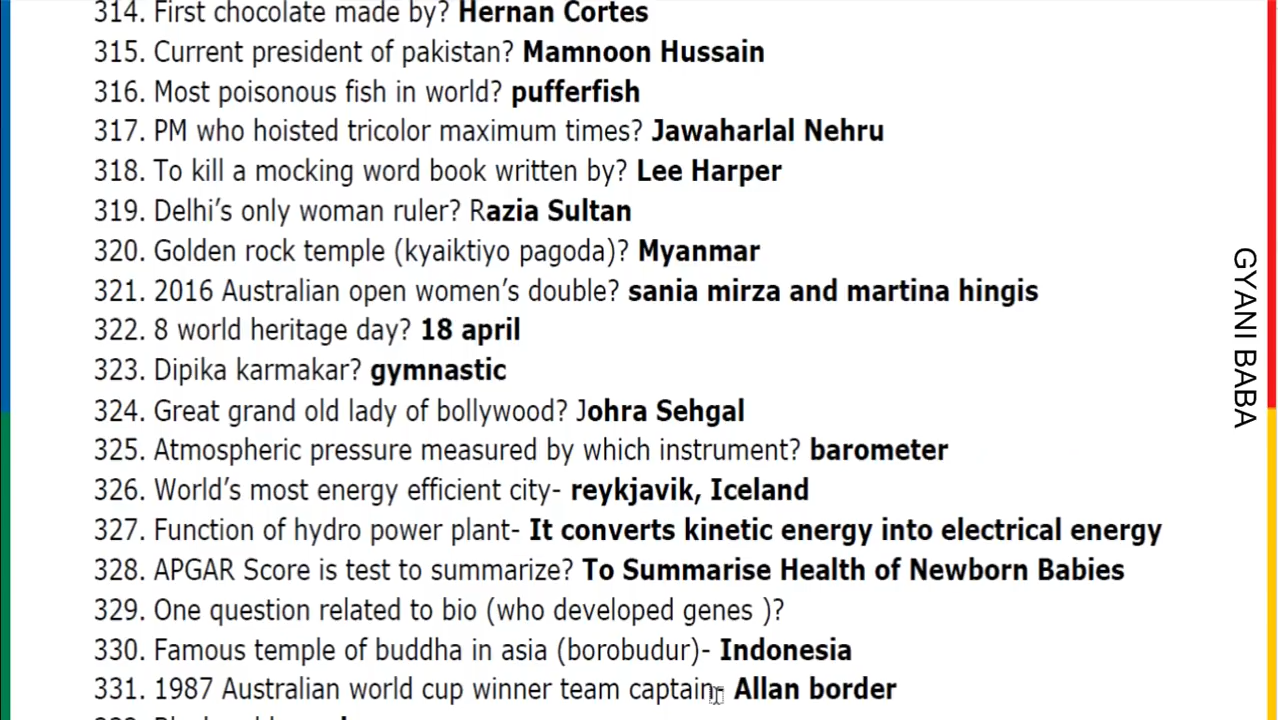 314. First chocolate made by? Hernan Cortes
315. Current president of pakistan? Mamnoon Hussain
316. Most poisonous fish in world? pufferfish
317. PM who hoisted tricolor maximum times? Jawaharlal Nehru
318. To kill a mocking word book written by? Lee Harper
319. Delhi’s only woman ruler? Razia Sultan
320. Golden rock temple (kyaiktiyo pagoda)? Myanmar
321. 2016 Australian open women’s double? sania mirza and martina hingis
322. 8 world heritage day? 18 april
323. Dipika karmakar? gymnastic
324. Great grand old lady of bollywood? Johra Sehgal
325. Atmospheric pressure measured by which instrument? barometer
326. World’s most energy efficient city- reykjavik, Iceland
327. Function of hydro power plant- It converts kinetic energy into electrical energy
328. APGAR Score is test to summarize? To Summarise Health of Newborn Babies
329. One question related to bio (who developed genes )?
330. Famous temple of buddha in asia (borobudur)- Indonesia
331. 1987 Australian world cup winner team captain- Allan border
GYANI BABA